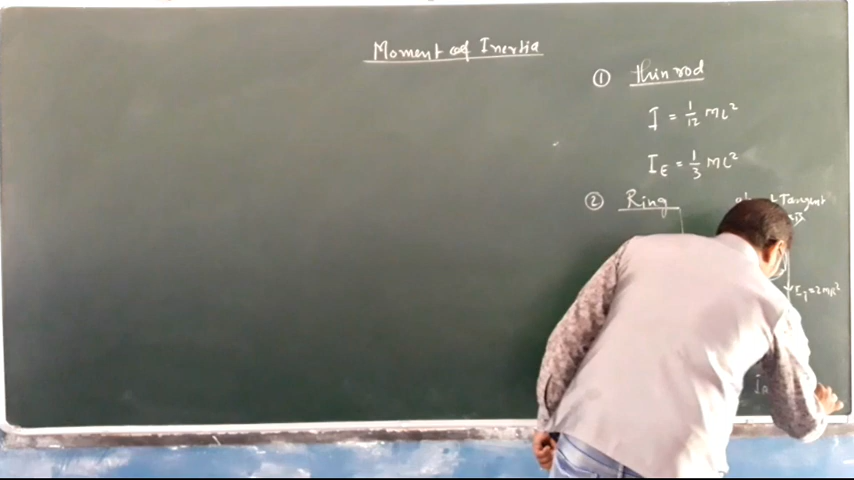 Moment of Inertia
① Thin rod
I = 1/12 ML²
I_E = 1/3 ML²
② Ring
Tangent
I_T = 2MR²